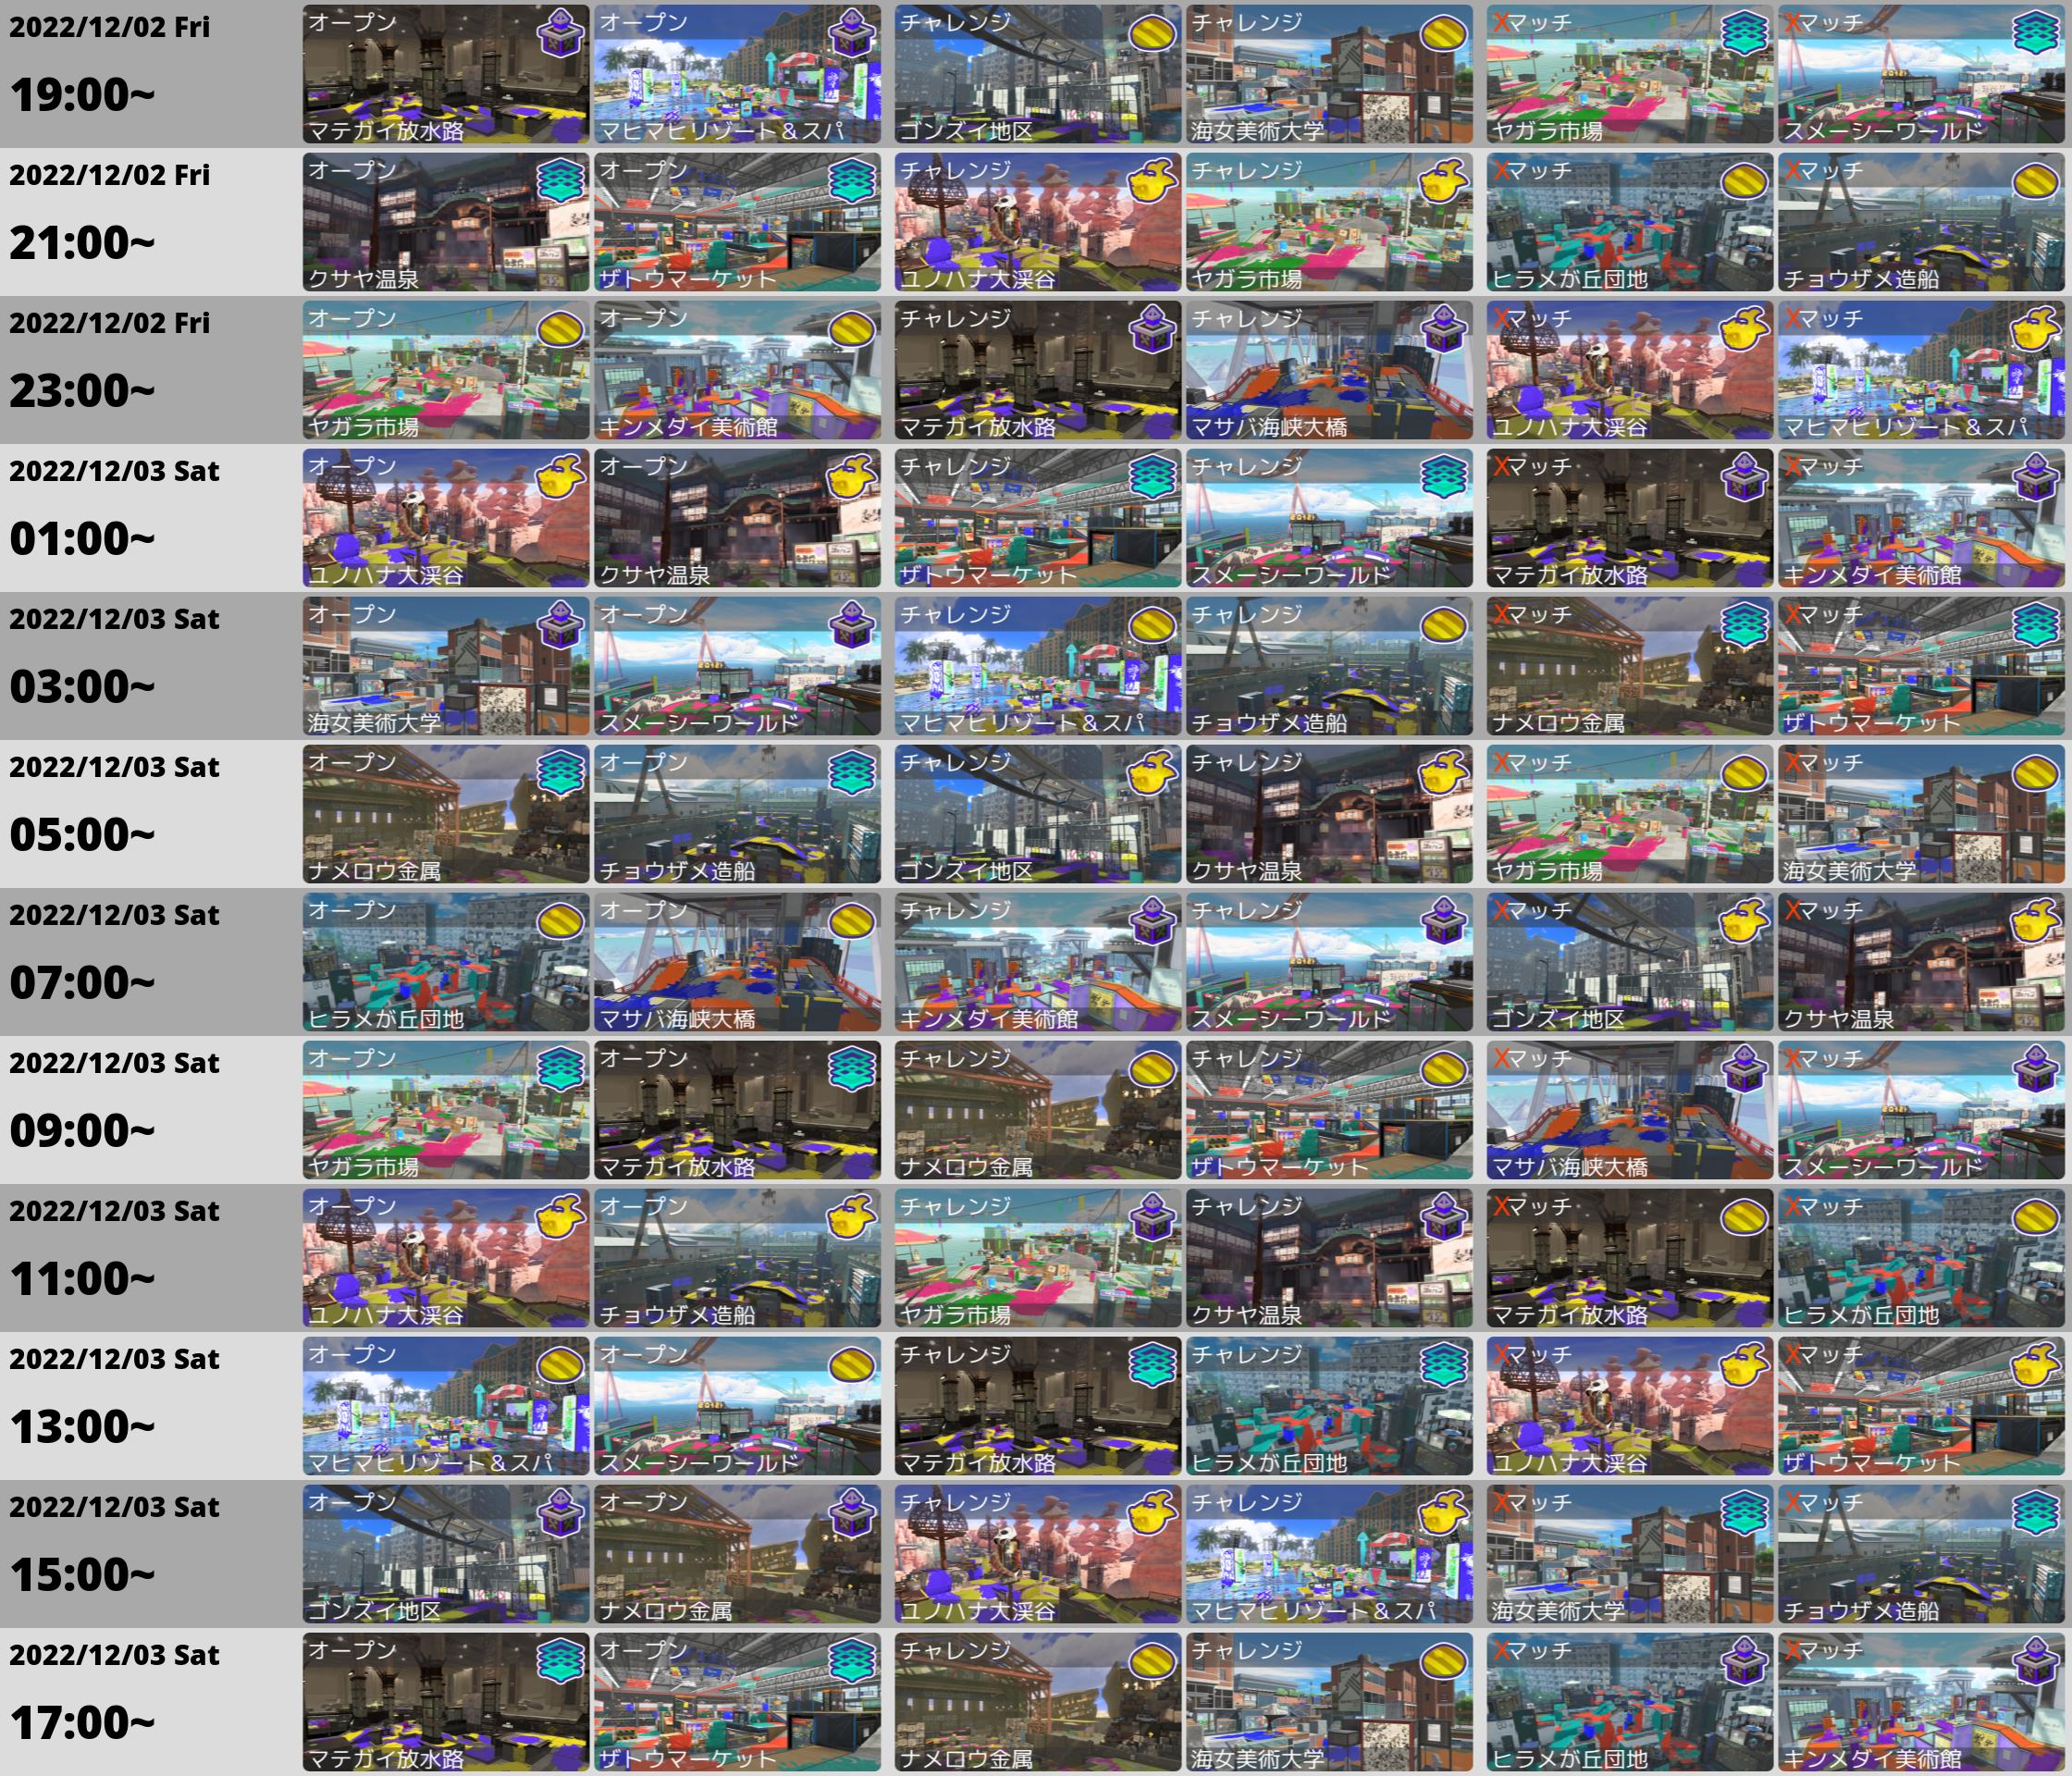 2022/12/02 Fri
19:00~
オープン オープン チャレンジ チャレンジ Xマッチ Xマッチ
マテガイ放水路 マヒマヒリゾート＆スパ ゴンズイ地区 海女美術大学 ヤガラ市場 スメーシーワールド
2022/12/02 Fri
21:00~
オープン オープン チャレンジ チャレンジ Xマッチ Xマッチ
クサヤ温泉 ザトウマーケット ユノハナ大渓谷 ヤガラ市場 ヒラメが丘団地 チョウザメ造船
2022/12/02 Fri
23:00~
オープン オープン チャレンジ チャレンジ Xマッチ Xマッチ
ヤガラ市場 キンメダイ美術館 マテガイ放水路 マサバ海峡大橋 ユノハナ大渓谷 マヒマヒリゾート＆スパ
2022/12/03 Sat
01:00~
オープン オープン チャレンジ チャレンジ Xマッチ Xマッチ
ユノハナ大渓谷 クサヤ温泉 ザトウマーケット スメーシーワールド マテガイ放水路 キンメダイ美術館
2022/12/03 Sat
03:00~
オープン オープン チャレンジ チャレンジ Xマッチ Xマッチ
海女美術大学 スメーシーワールド マヒマヒリゾート＆スパ チョウザメ造船 ナメロウ金属 ザトウマーケット
2022/12/03 Sat
05:00~
オープン オープン チャレンジ チャレンジ Xマッチ Xマッチ
ナメロウ金属 チョウザメ造船 ゴンズイ地区 クサヤ温泉 ヤガラ市場 海女美術大学
2022/12/03 Sat
07:00~
オープン オープン チャレンジ チャレンジ Xマッチ Xマッチ
ヒラメが丘団地 マサバ海峡大橋 キンメダイ美術館 スメーシーワールド ゴンズイ地区 クサヤ温泉
2022/12/03 Sat
09:00~
オープン オープン チャレンジ チャレンジ Xマッチ Xマッチ
ヤガラ市場 マテガイ放水路 ナメロウ金属 ザトウマーケット マサバ海峡大橋 スメーシーワールド
2022/12/03 Sat
11:00~
オープン オープン チャレンジ チャレンジ Xマッチ Xマッチ
ユノハナ大渓谷 チョウザメ造船 ヤガラ市場 クサヤ温泉 マテガイ放水路 ヒラメが丘団地
2022/12/03 Sat
13:00~
オープン オープン チャレンジ チャレンジ Xマッチ Xマッチ
マヒマヒリゾート＆スパ スメーシーワールド マテガイ放水路 ヒラメが丘団地 ユノハナ大渓谷 ザトウマーケット
2022/12/03 Sat
15:00~
オープン オープン チャレンジ チャレンジ Xマッチ Xマッチ
ゴンズイ地区 ナメロウ金属 ユノハナ大渓谷 マヒマヒリゾート＆スパ 海女美術大学 チョウザメ造船
2022/12/03 Sat
17:00~
オープン オープン チャレンジ チャレンジ Xマッチ Xマッチ
マテガイ放水路 ザトウマーケット ナメロウ金属 海女美術大学 ヒラメが丘団地 キンメダイ美術館